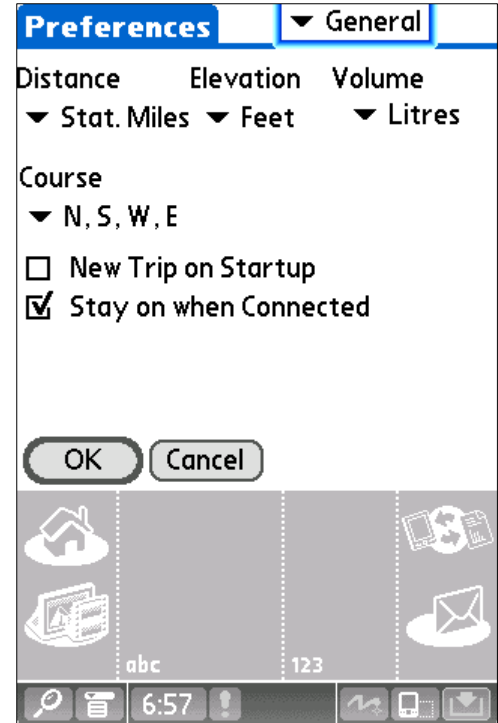 Preferences General
Distance Elevation Volume
Stat. Miles Feet Litres
Course
N, S, W, E
New Trip on Startup
Stay on when Connected
OK Cancel
abc 123
6:57